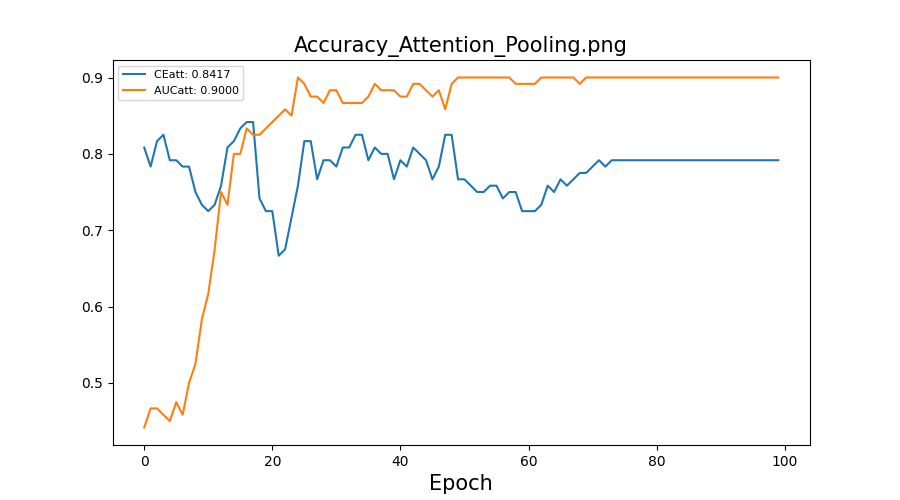 Accuracy_Attention_Pooling.png
CEatt: 0.8417
AUCatt: 0.9000
0.9
0.8
0.7
0.6
0.5
0 20 40 60 80 100
Epoch